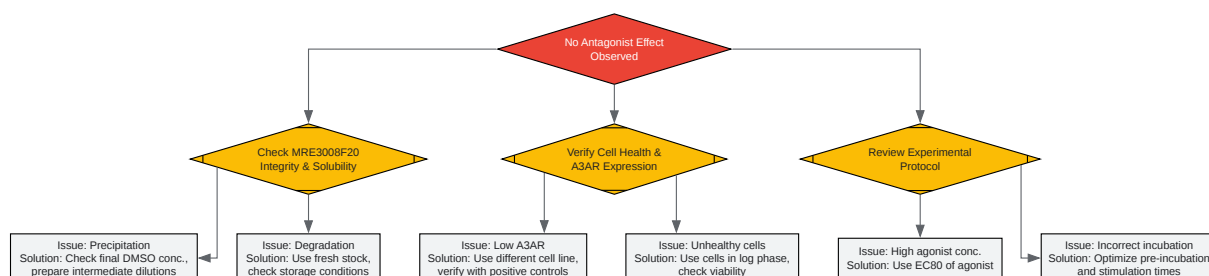 No Antagonist Effect
Observed
Check MRE3008F20
Integrity & Solubility
Verify Cell Health &
A3AR Expression
Review Experimental
Protocol
Issue: Precipitation
Solution: Check final DMSO conc.,
prepare intermediate dilutions
Issue: Degradation
Solution: Use fresh stock,
check storage conditions
Issue: Low A3AR
Solution: Use different cell line,
verify with positive controls
Issue: Unhealthy cells
Solution: Use cells in log phase,
check viability
Issue: High agonist conc.
Solution: Use EC80 of agonist
Issue: Incorrect incubation
Solution: Optimize pre-incubation
and stimulation times